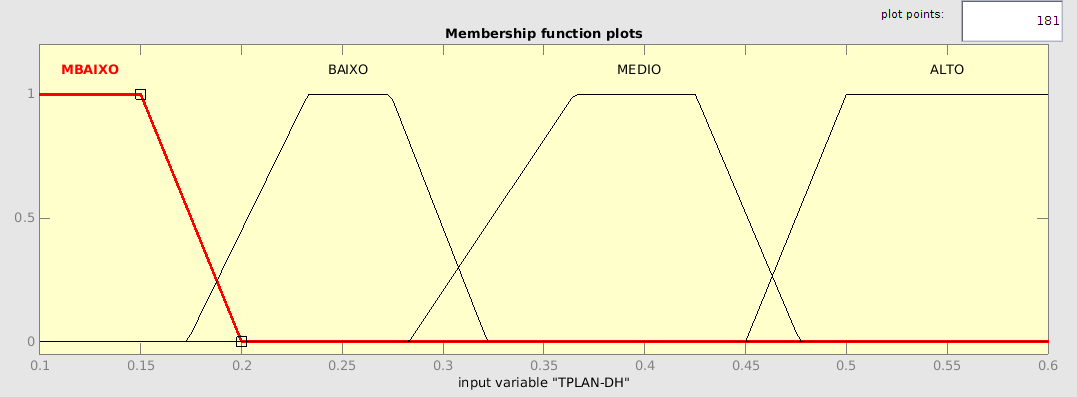 plot points: 181
Membership function plots
MBAIXO BAIXO MEDIO ALTO
1
0.5
0
0.1 0.15 0.2 0.25 0.3 0.35 0.4 0.45 0.5 0.55 0.6
input variable "TPLAN-DH"